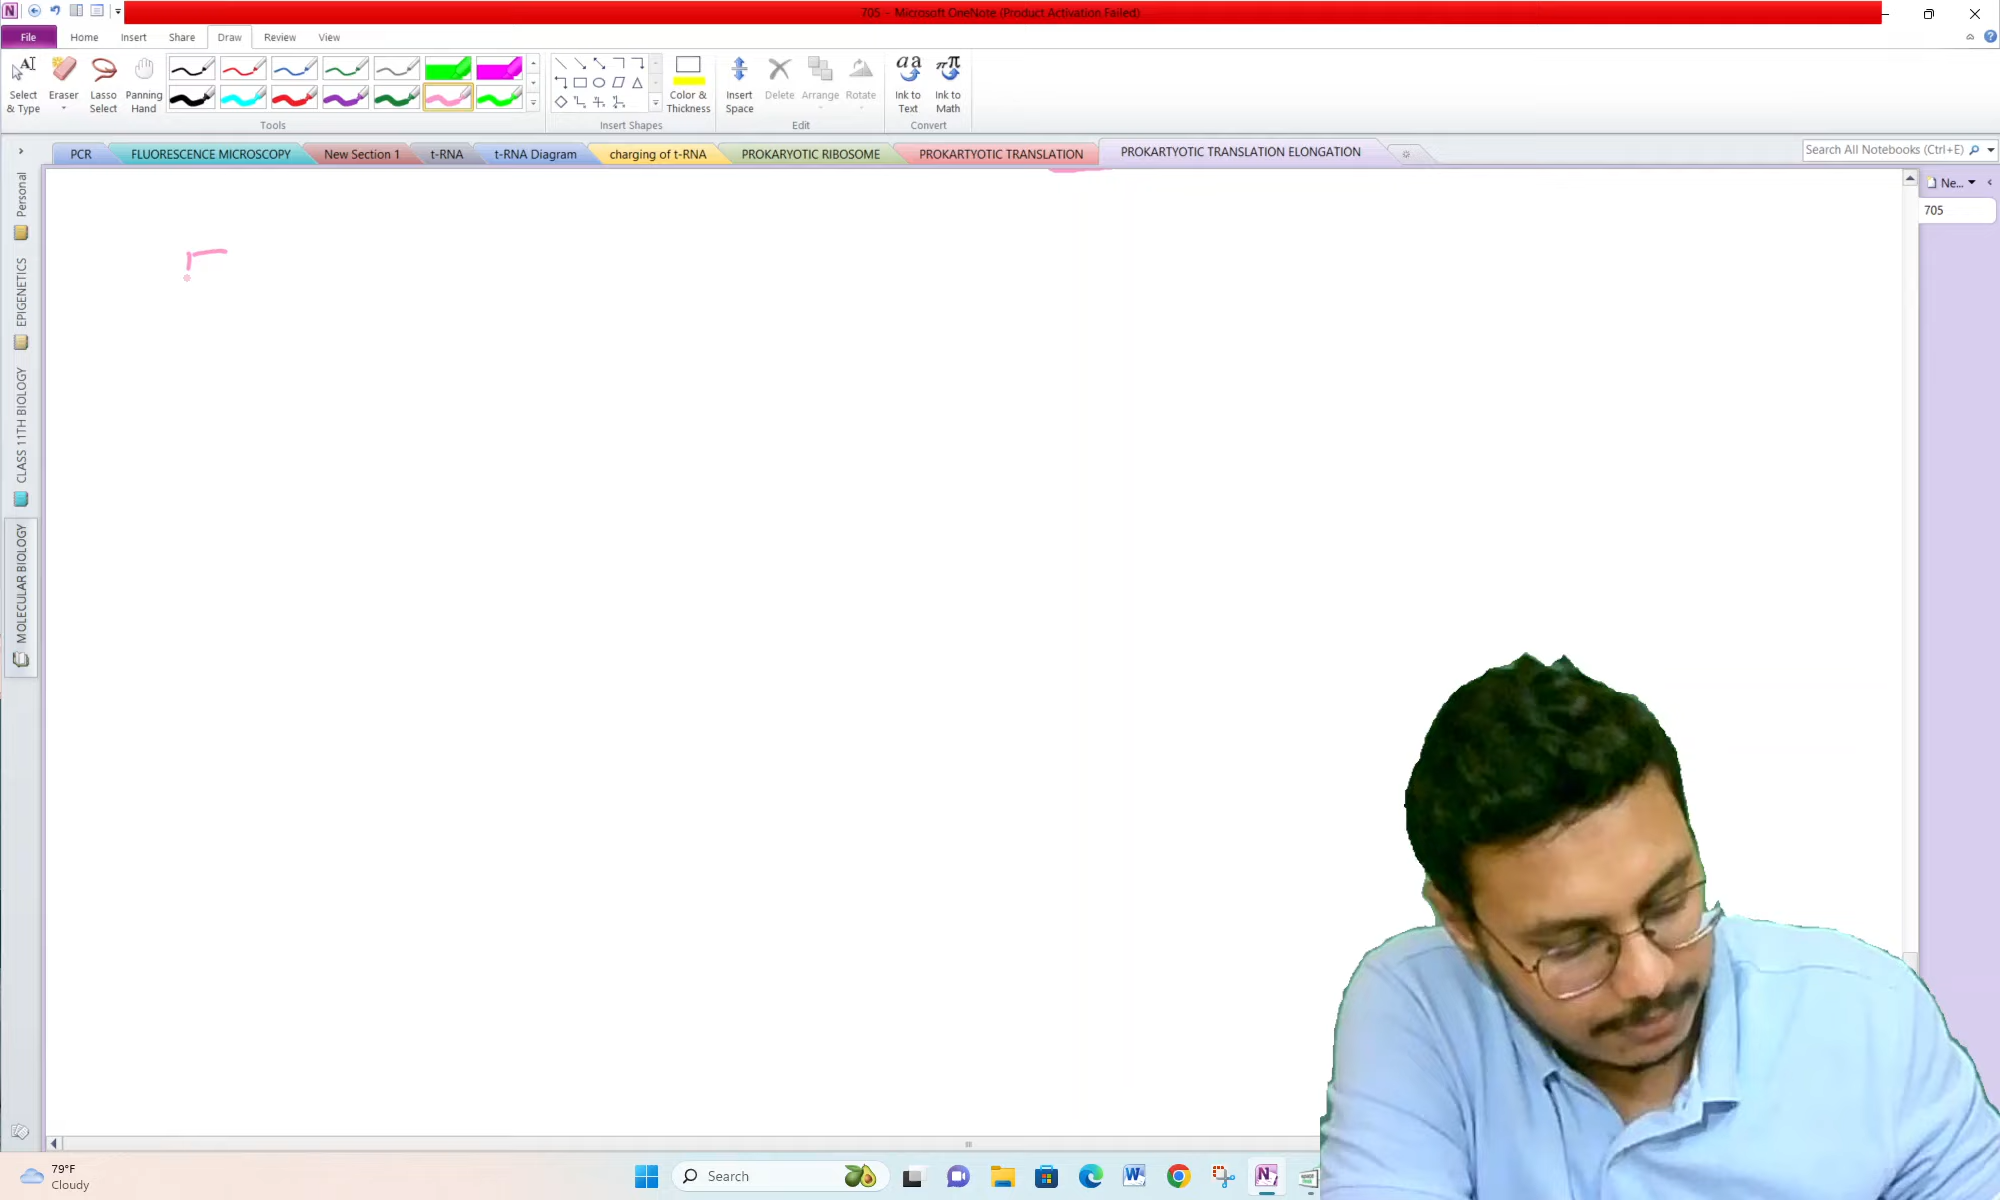 705 - Microsoft OneNote (Product Activation Failed)
File Home Insert Share Draw Review View
Select & Type
Eraser
Lasso Select
Panning Hand
Color & Thickness
Insert Space
Delete
Arrange
Rotate
Ink to Text
Ink to Math
Tools Insert Shapes Edit Convert
PCR FLUORESCENCE MICROSCOPY New Section 1 t-RNA t-RNA Diagram charging of t-RNA PROKARYOTIC RIBOSOME PROKARTYOTIC TRANSLATION PROKARTYOTIC TRANSLATION ELONGATION
Search All Notebooks (Ctrl+E)
Ne...
705
Personal
EPIGENETICS
CLASS 11TH BIOLOGY
MOLECULAR BIOLOGY
79°F
Cloudy
Search